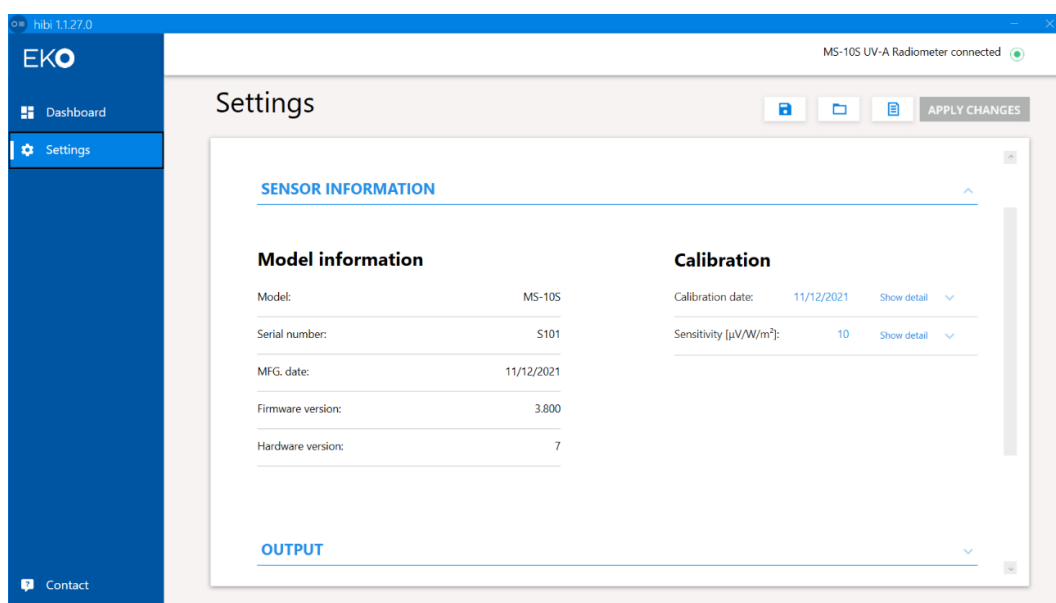 hibi 1.1.27.0
EKO
MS-10S UV-A Radiometer connected
Dashboard
Settings
Contact
Settings
APPLY CHANGES
SENSOR INFORMATION
Model information
Model: MS-10S
Serial number: S101
MFG. date: 11/12/2021
Firmware version: 3.800
Hardware version: 7
Calibration
Calibration date: 11/12/2021 Show detail
Sensitivity [µV/W/m²]: 10 Show detail
OUTPUT